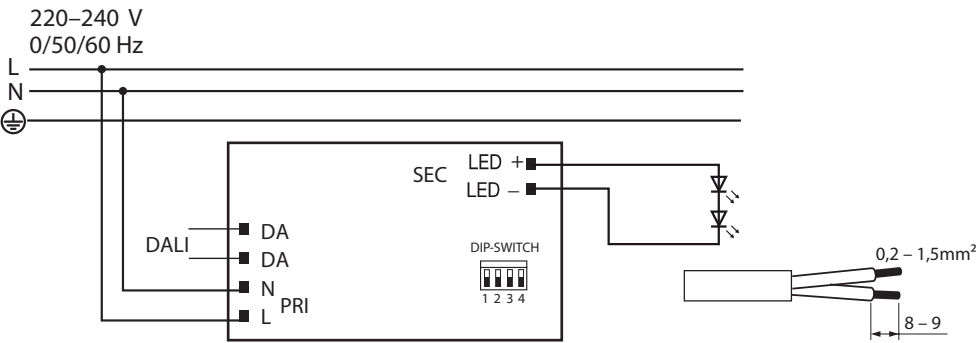 220–240 V
0/50/60 Hz
L
N
SEC
LED +
LED –
DALI
DA
DA
N
PRI
L
DIP-SWITCH
1 2 3 4
0,2 – 1,5mm²
8 – 9